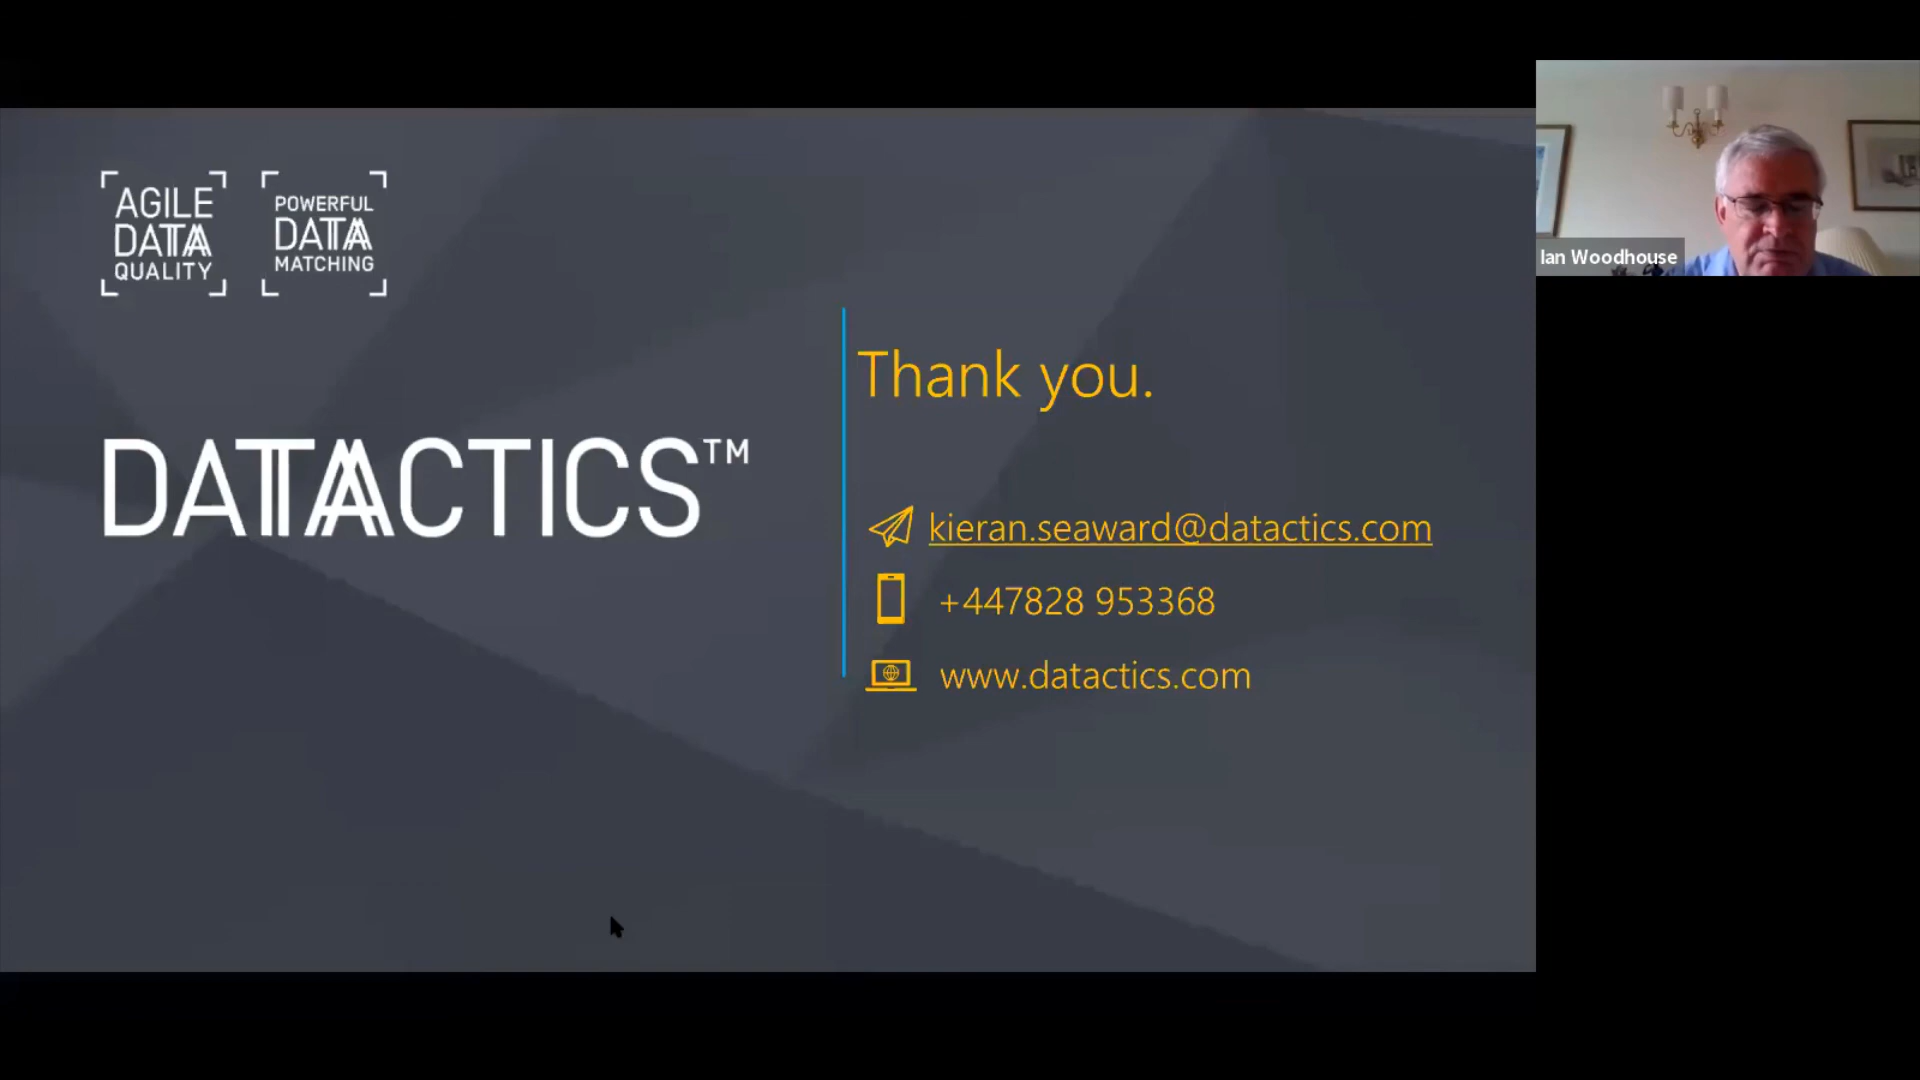 AGILE
DATA
QUALITY
POWERFUL
DATA
MATCHING
DATACTICS™
Thank you.
kieran.seaward@datactics.com
+447828 953368
www.datactics.com
Ian Woodhouse